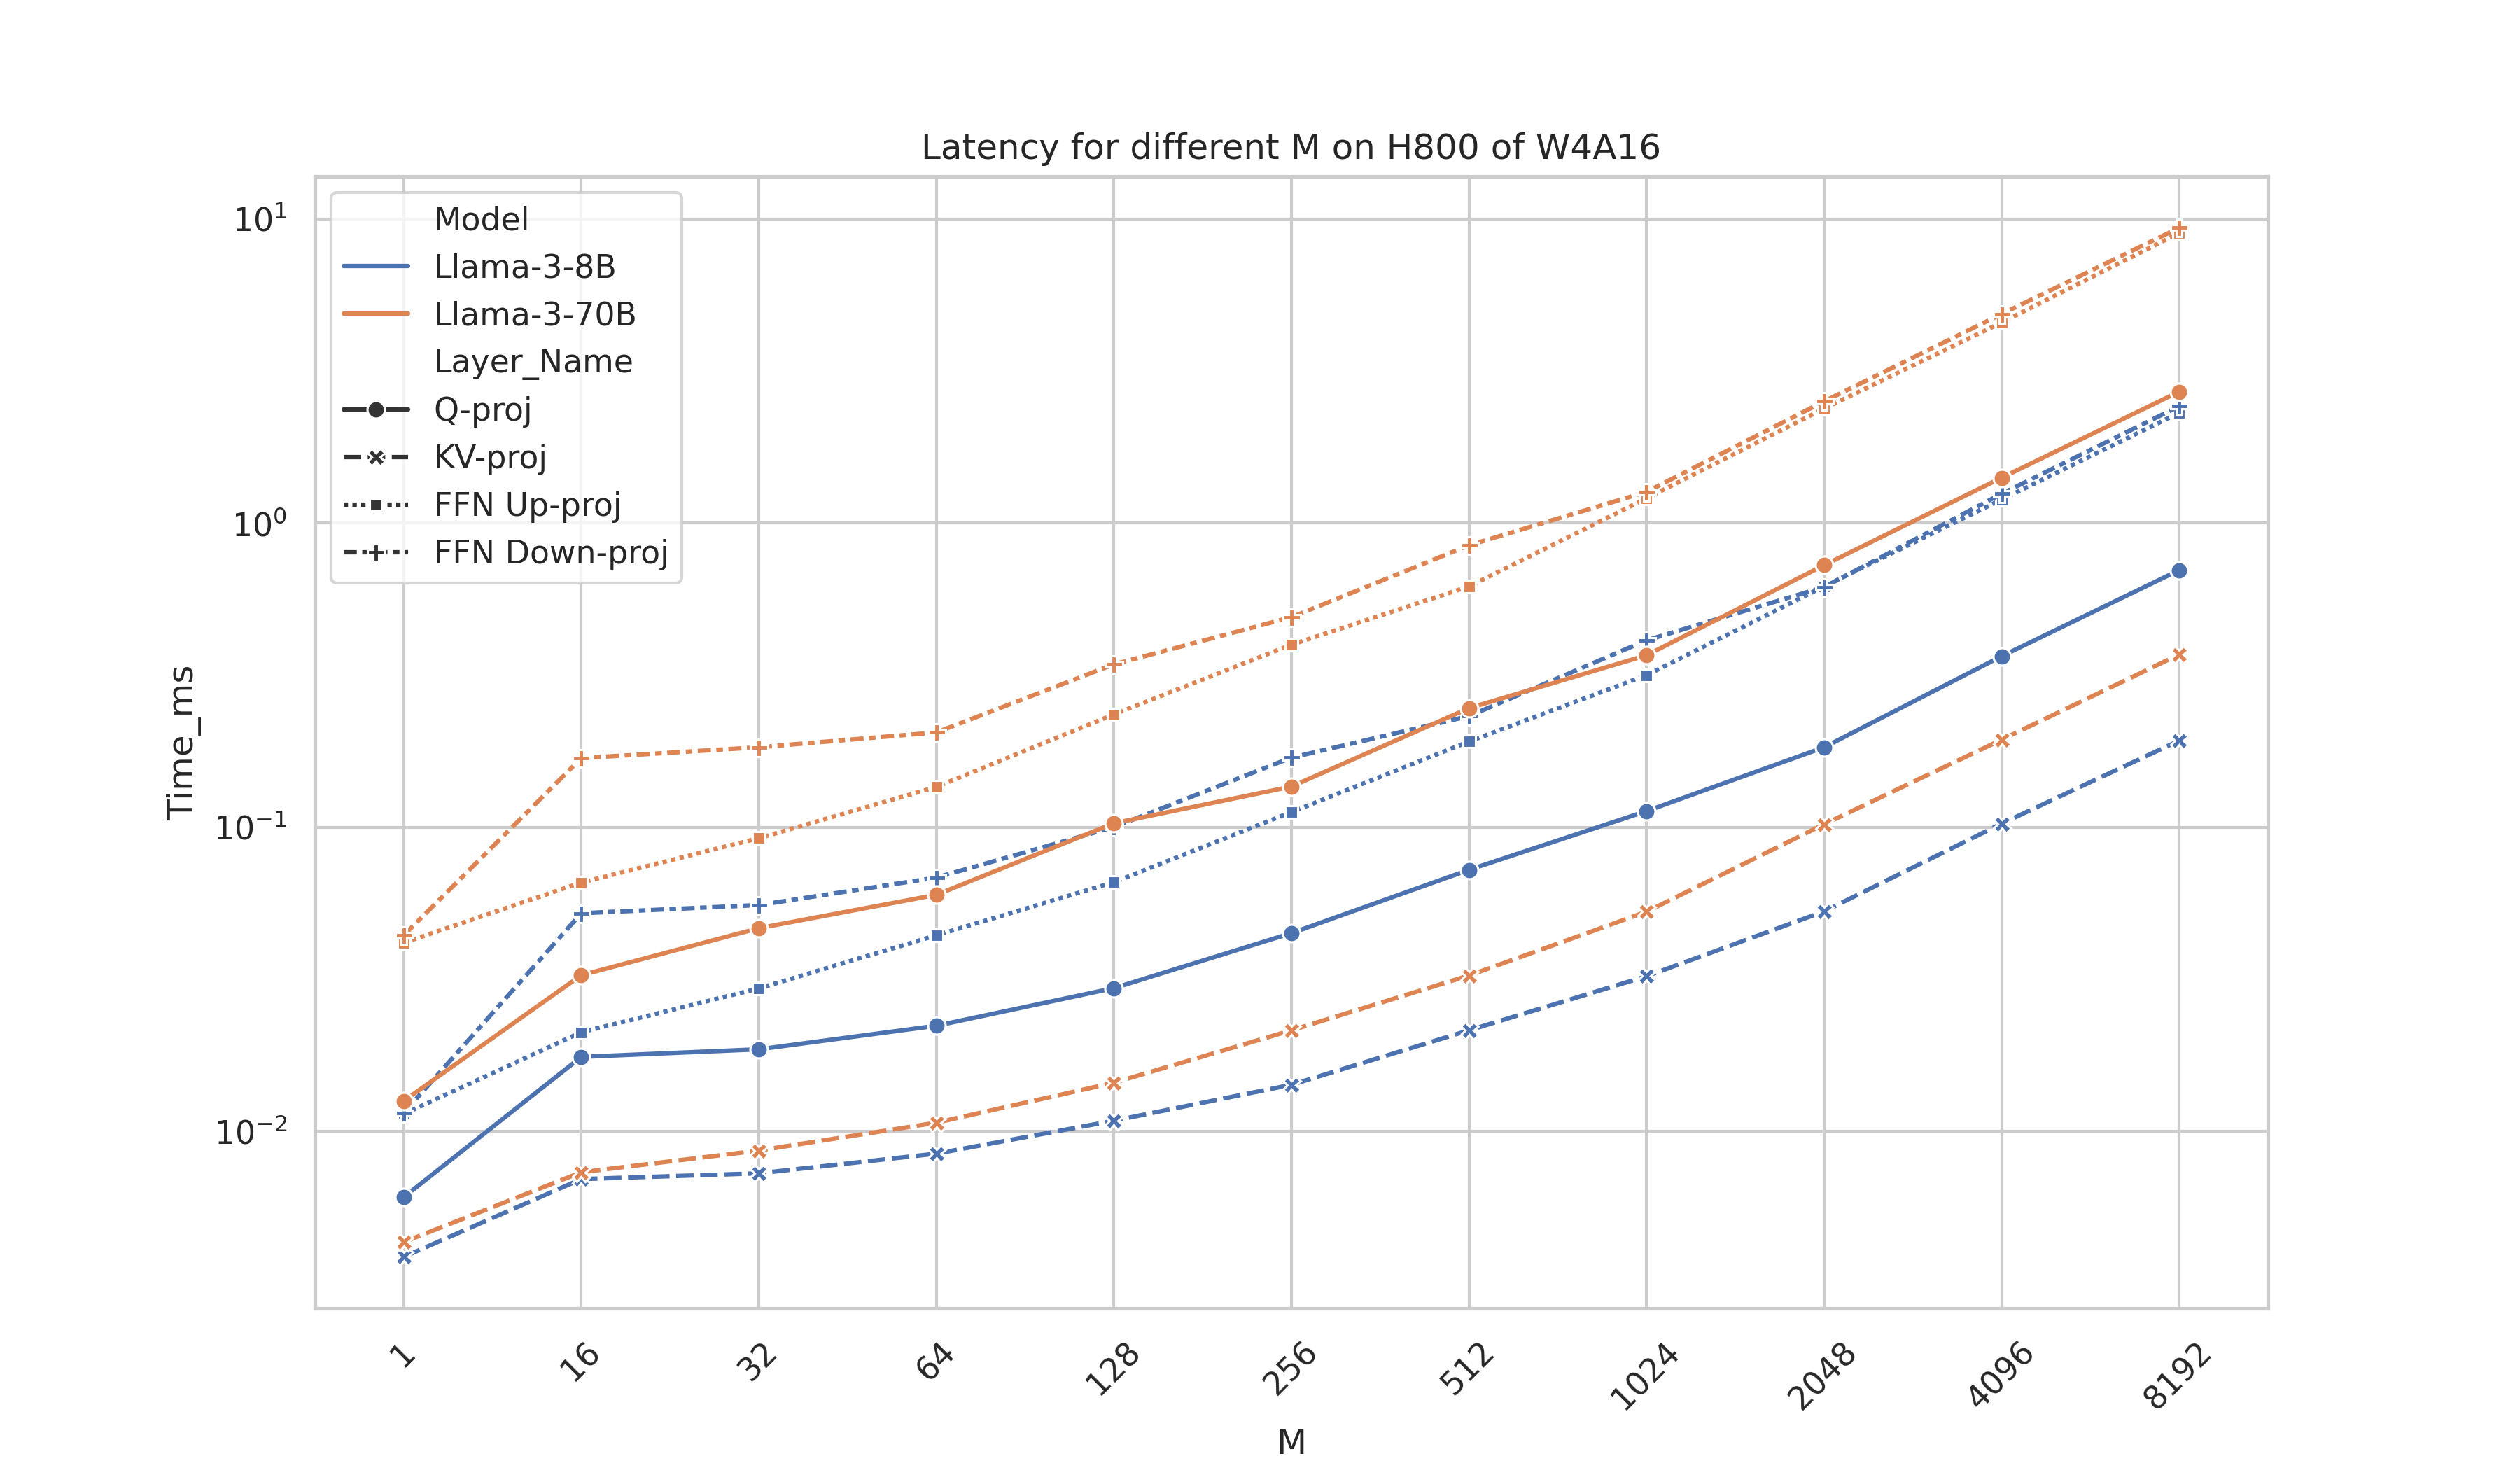 Latency for different M on H800 of W4A16
Model
Llama-3-8B
Llama-3-70B
Layer_Name
Q-proj
KV-proj
FFN Up-proj
FFN Down-proj
10¹
10⁰
10⁻¹
10⁻²
Time_ms
1
16
32
64
128
256
512
1024
2048
4096
8192
M